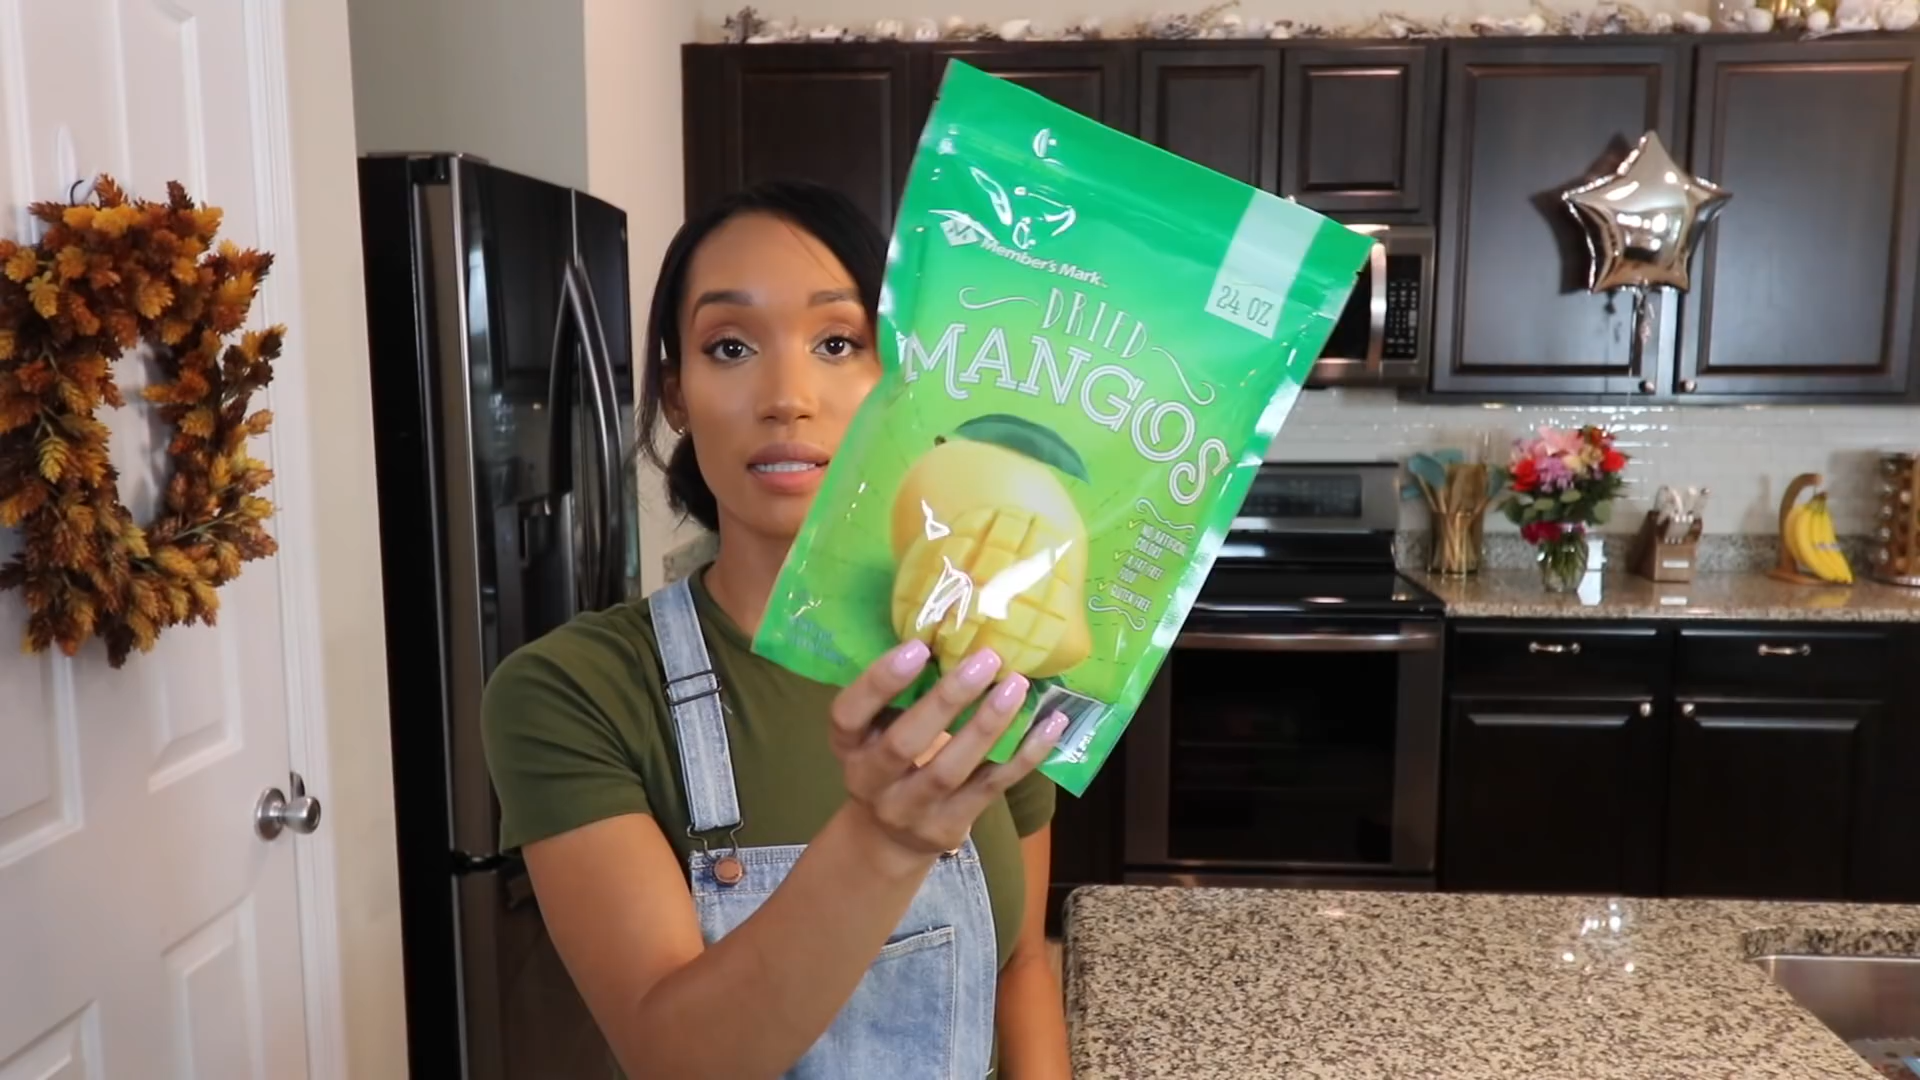 Member's Mark
24 OZ
DRIED
MANGOS
✓ NO ARTIFICIAL
COLORS
✓ A FAT FREE
FOOD
✓ GLUTEN FREE